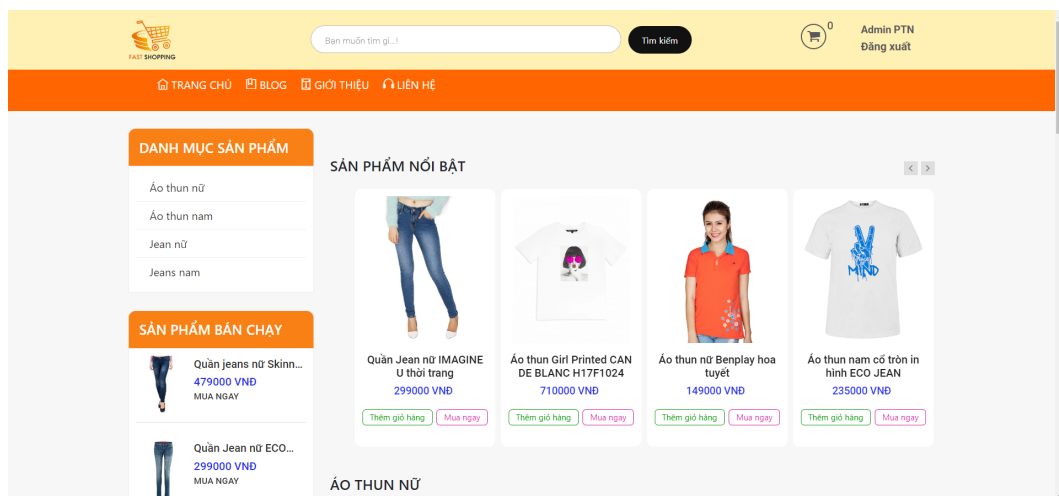 FAST SHOPPING
Bạn muốn tìm gì...!
Tìm kiếm
0
Admin PTN
Đăng xuất
TRANG CHỦ BLOG GIỚI THIỆU LIÊN HỆ
DANH MỤC SẢN PHẨM
Áo thun nữ
Áo thun nam
Jean nữ
Jeans nam
SẢN PHẨM BÁN CHẠY
Quần jeans nữ Skinn...
479000 VNĐ
MUA NGAY
Quần Jean nữ ECO...
299000 VNĐ
MUA NGAY
SẢN PHẨM NỔI BẬT
< >
Quần Jean nữ IMAGINE
U thời trang
299000 VNĐ
Thêm giỏ hàng Mua ngay
Áo thun Girl Printed CAN
DE BLANC H17F1024
710000 VNĐ
Thêm giỏ hàng Mua ngay
Áo thun nữ Benplay hoa
tuyết
149000 VNĐ
Thêm giỏ hàng Mua ngay
MIND
Áo thun nam cổ tròn in
hình ECO JEAN
235000 VNĐ
Thêm giỏ hàng Mua ngay
ÁO THUN NỮ